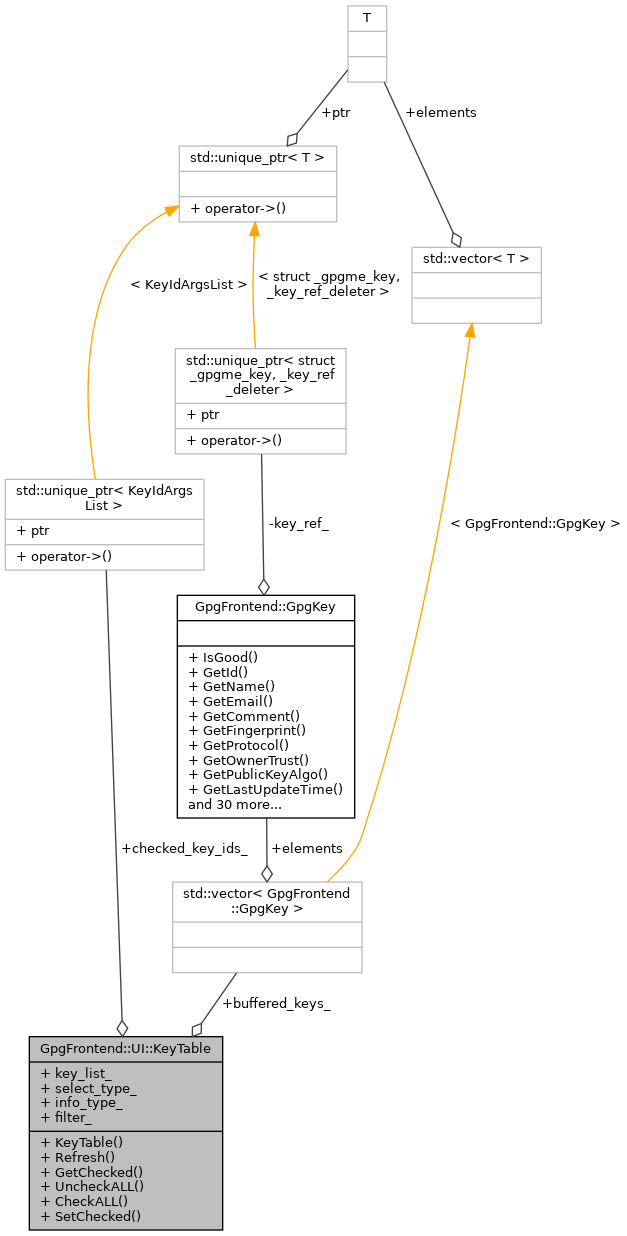 T
+ptr
+elements
std::unique_ptr< T >
+ operator->()
std::vector< T >
< KeyIdArgsList >
< struct _gpgme_key,
_key_ref_deleter >
std::unique_ptr< struct
_gpgme_key, _key_ref
_deleter >
+ ptr
+ operator->()
std::unique_ptr< KeyIdArgs
List >
+ ptr
+ operator->()
-key_ref_
< GpgFrontend::GpgKey >
GpgFrontend::GpgKey
+ IsGood()
+ GetId()
+ GetName()
+ GetEmail()
+ GetComment()
+ GetFingerprint()
+ GetProtocol()
+ GetOwnerTrust()
+ GetPublicKeyAlgo()
+ GetLastUpdateTime()
and 30 more...
+checked_key_ids_
+elements
std::vector< GpgFrontend
::GpgKey >
+buffered_keys_
GpgFrontend::UI::KeyTable
+ key_list_
+ select_type_
+ info_type_
+ filter_
+ KeyTable()
+ Refresh()
+ GetChecked()
+ UncheckALL()
+ CheckALL()
+ SetChecked()